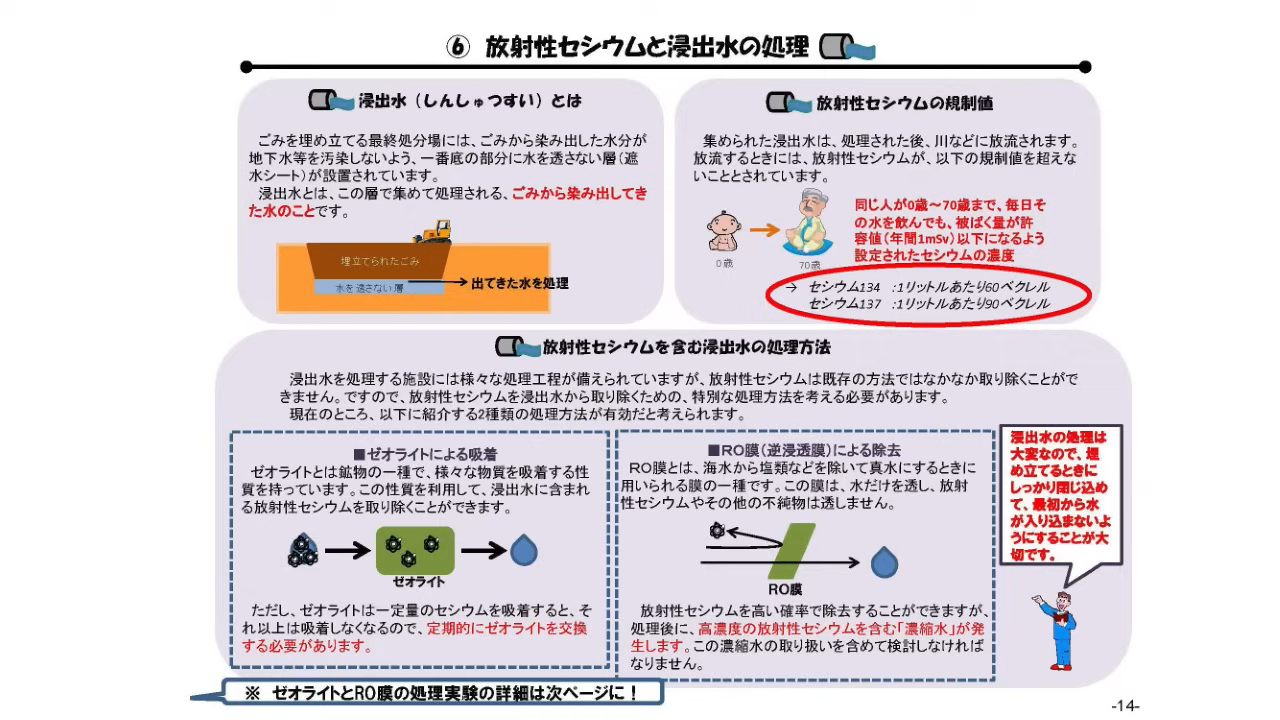 ⑥ 放射性セシウムと浸出水の処理
浸出水（しんしゅつすい）とは
ごみを埋め立てる最終処分場には、ごみから染み出した水分が
地下水等を汚染しないよう、一番底の部分に水を透さない層（遮
水シート）が設置されています。
浸出水とは、この層で集めて処理される、ごみから染み出してき
た水のことです。
埋立てられたごみ
水を透さない層
出てきた水を処理
放射性セシウムの規制値
集められた浸出水は、処理された後、川などに放流されます。
放流するときには、放射性セシウムが、以下の規制値を超えな
いこととされています。
0歳
70歳
同じ人が0歳～70歳まで、毎日そ
の水を飲んでも、被ばく量が許
容値（年間1mSv）以下になるよう
設定されたセシウムの濃度
→ セシウム134 :1リットルあたり60ベクレル
セシウム137 :1リットルあたり90ベクレル
放射性セシウムを含む浸出水の処理方法
浸出水を処理する施設には様々な処理工程が備えられていますが、放射性セシウムは既存の方法ではなかなか取り除くことがで
きません。ですので、放射性セシウムを浸出水から取り除くための、特別な処理方法を考える必要があります。
現在のところ、以下に紹介する2種類の処理方法が有効だと考えられます。
■ゼオライトによる吸着
ゼオライトとは鉱物の一種で、様々な物質を吸着する性
質を持っています。この性質を利用して、浸出水に含まれ
る放射性セシウムを取り除くことができます。
ゼオライト
ただし、ゼオライトは一定量のセシウムを吸着すると、そ
れ以上は吸着しなくなるので、定期的にゼオライトを交換
する必要があります。
■RO膜（逆浸透膜）による除去
RO膜とは、海水から塩類などを除いて真水にするときに
用いられる膜の一種です。この膜は、水だけを透し、放射
性セシウムやその他の不純物は透しません。
RO膜
放射性セシウムを高い確率で除去することができますが、
処理後に、高濃度の放射性セシウムを含む「濃縮水」が発
生します。この濃縮水の取り扱いを含めて検討しなければ
なりません。
浸出水の処理は
大変なので、埋
め立てるときに
しっかり閉じ込め
て、最初から水
が入り込まないよ
うにすることが大
切です。
※ ゼオライトとRO膜の処理実験の詳細は次ページに！
-14-